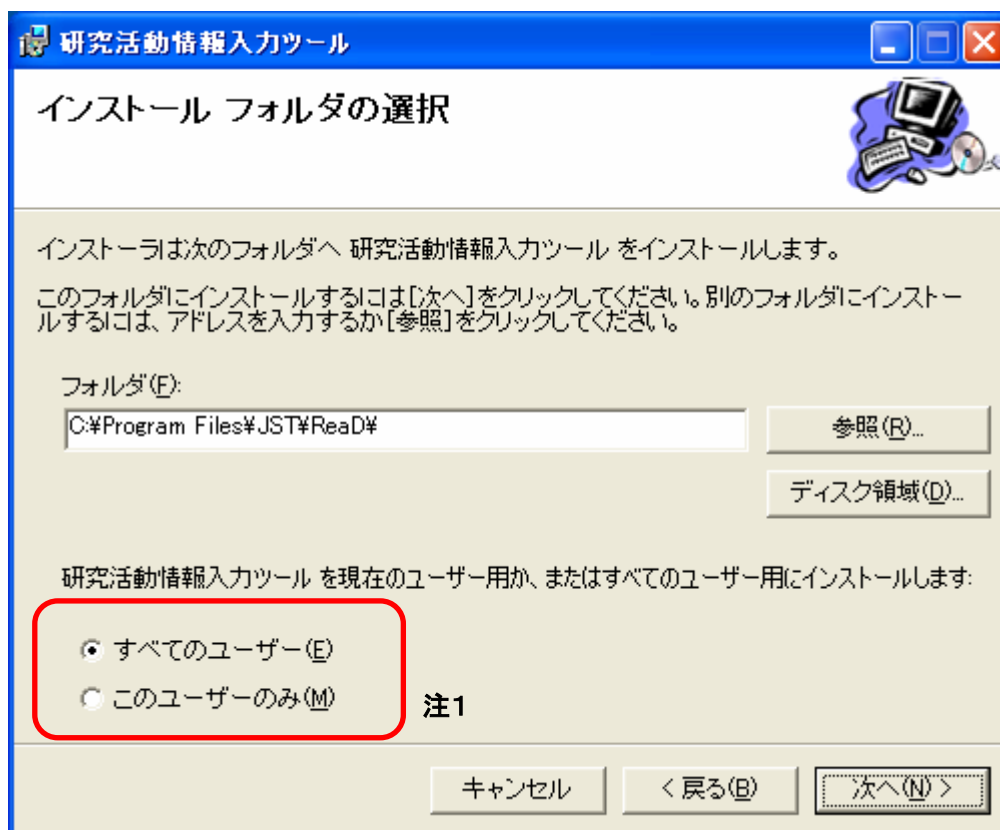 研究活動情報入力ツール
インストール フォルダの選択
インストーラは次のフォルダへ 研究活動情報入力ツール をインストールします。
このフォルダにインストールするには[次へ]をクリックしてください。別のフォルダにインストー
ルするには、アドレスを入力するか[参照]をクリックしてください。
フォルダ(F):
C:¥Program Files¥JST¥ReaD¥
参照(R)...
ディスク領域(D)...
研究活動情報入力ツール を現在のユーザー用か、またはすべてのユーザー用にインストールします:
すべてのユーザー(E)
このユーザーのみ(M)
注1
キャンセル
< 戻る(B)
次へ(N) >